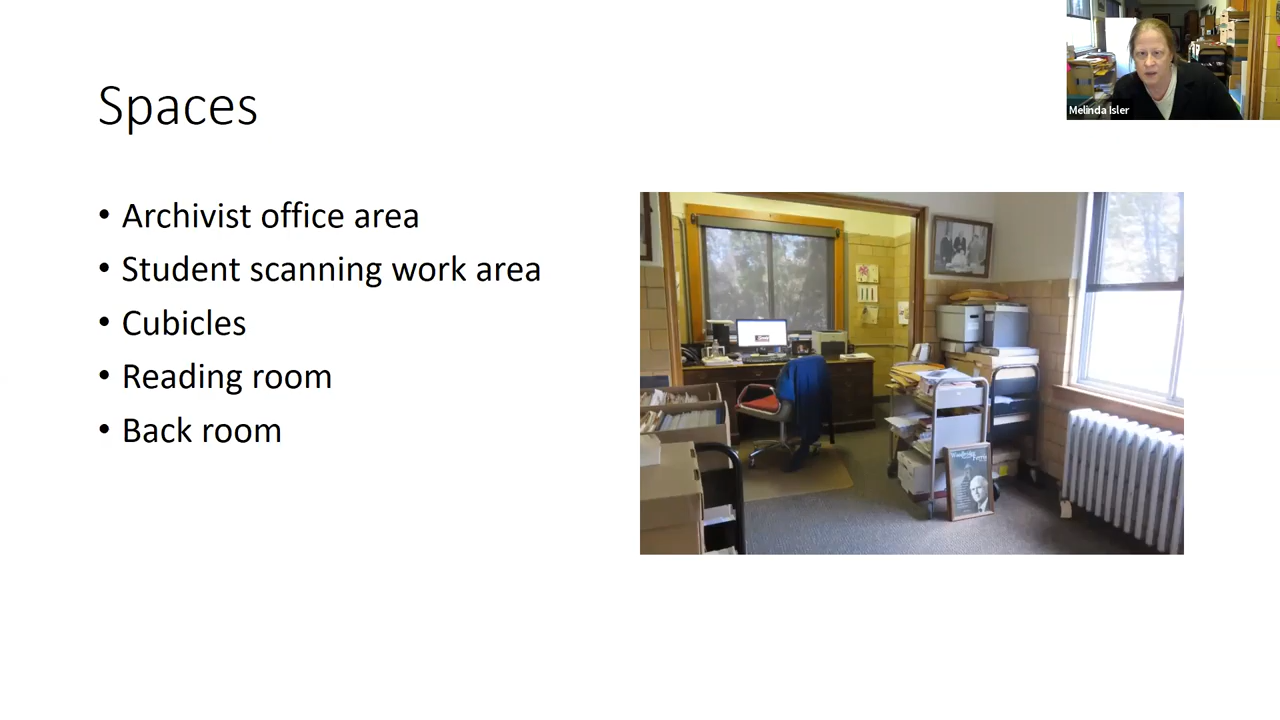 Spaces
Melinda Isler
• Archivist office area
• Student scanning work area
• Cubicles
• Reading room
• Back room